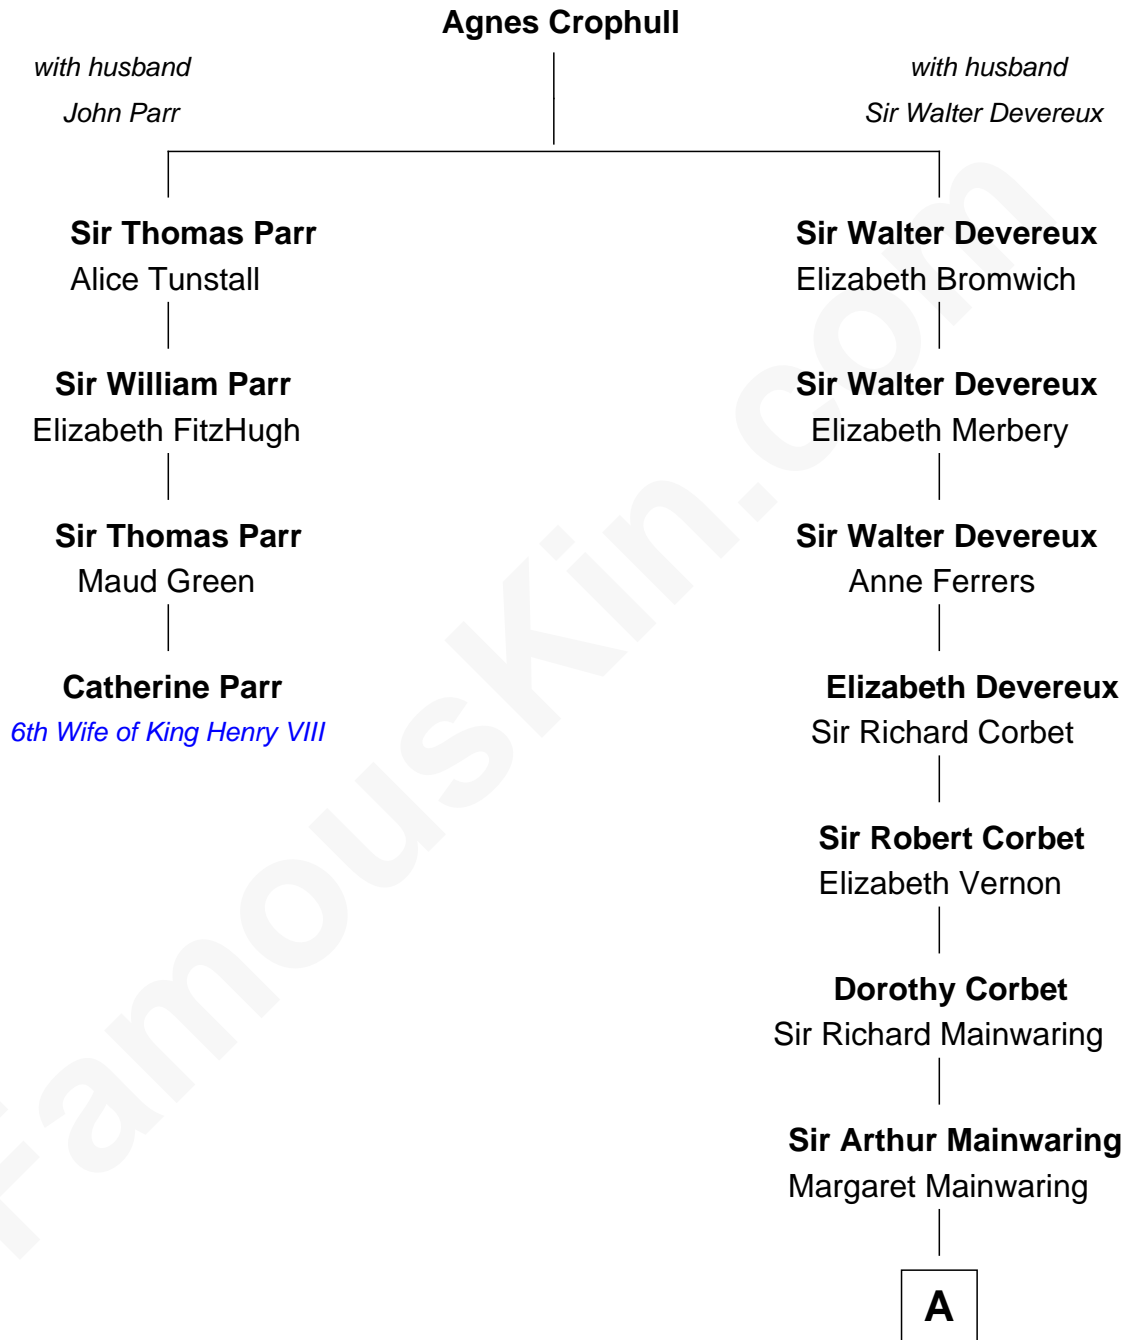 Agnes Crophull
with husband
John Parr
with husband
Sir Walter Devereux
Sir Thomas Parr
Alice Tunstall
Sir William Parr
Elizabeth FitzHugh
Sir Thomas Parr
Maud Green
Catherine Parr
6th Wife of King Henry VIII
Sir Walter Devereux
Elizabeth Bromwich
Sir Walter Devereux
Elizabeth Merbery
Sir Walter Devereux
Anne Ferrers
Elizabeth Devereux
Sir Richard Corbet
Sir Robert Corbet
Elizabeth Vernon
Dorothy Corbet
Sir Richard Mainwaring
Sir Arthur Mainwaring
Margaret Mainwaring
A
FamousKin.com